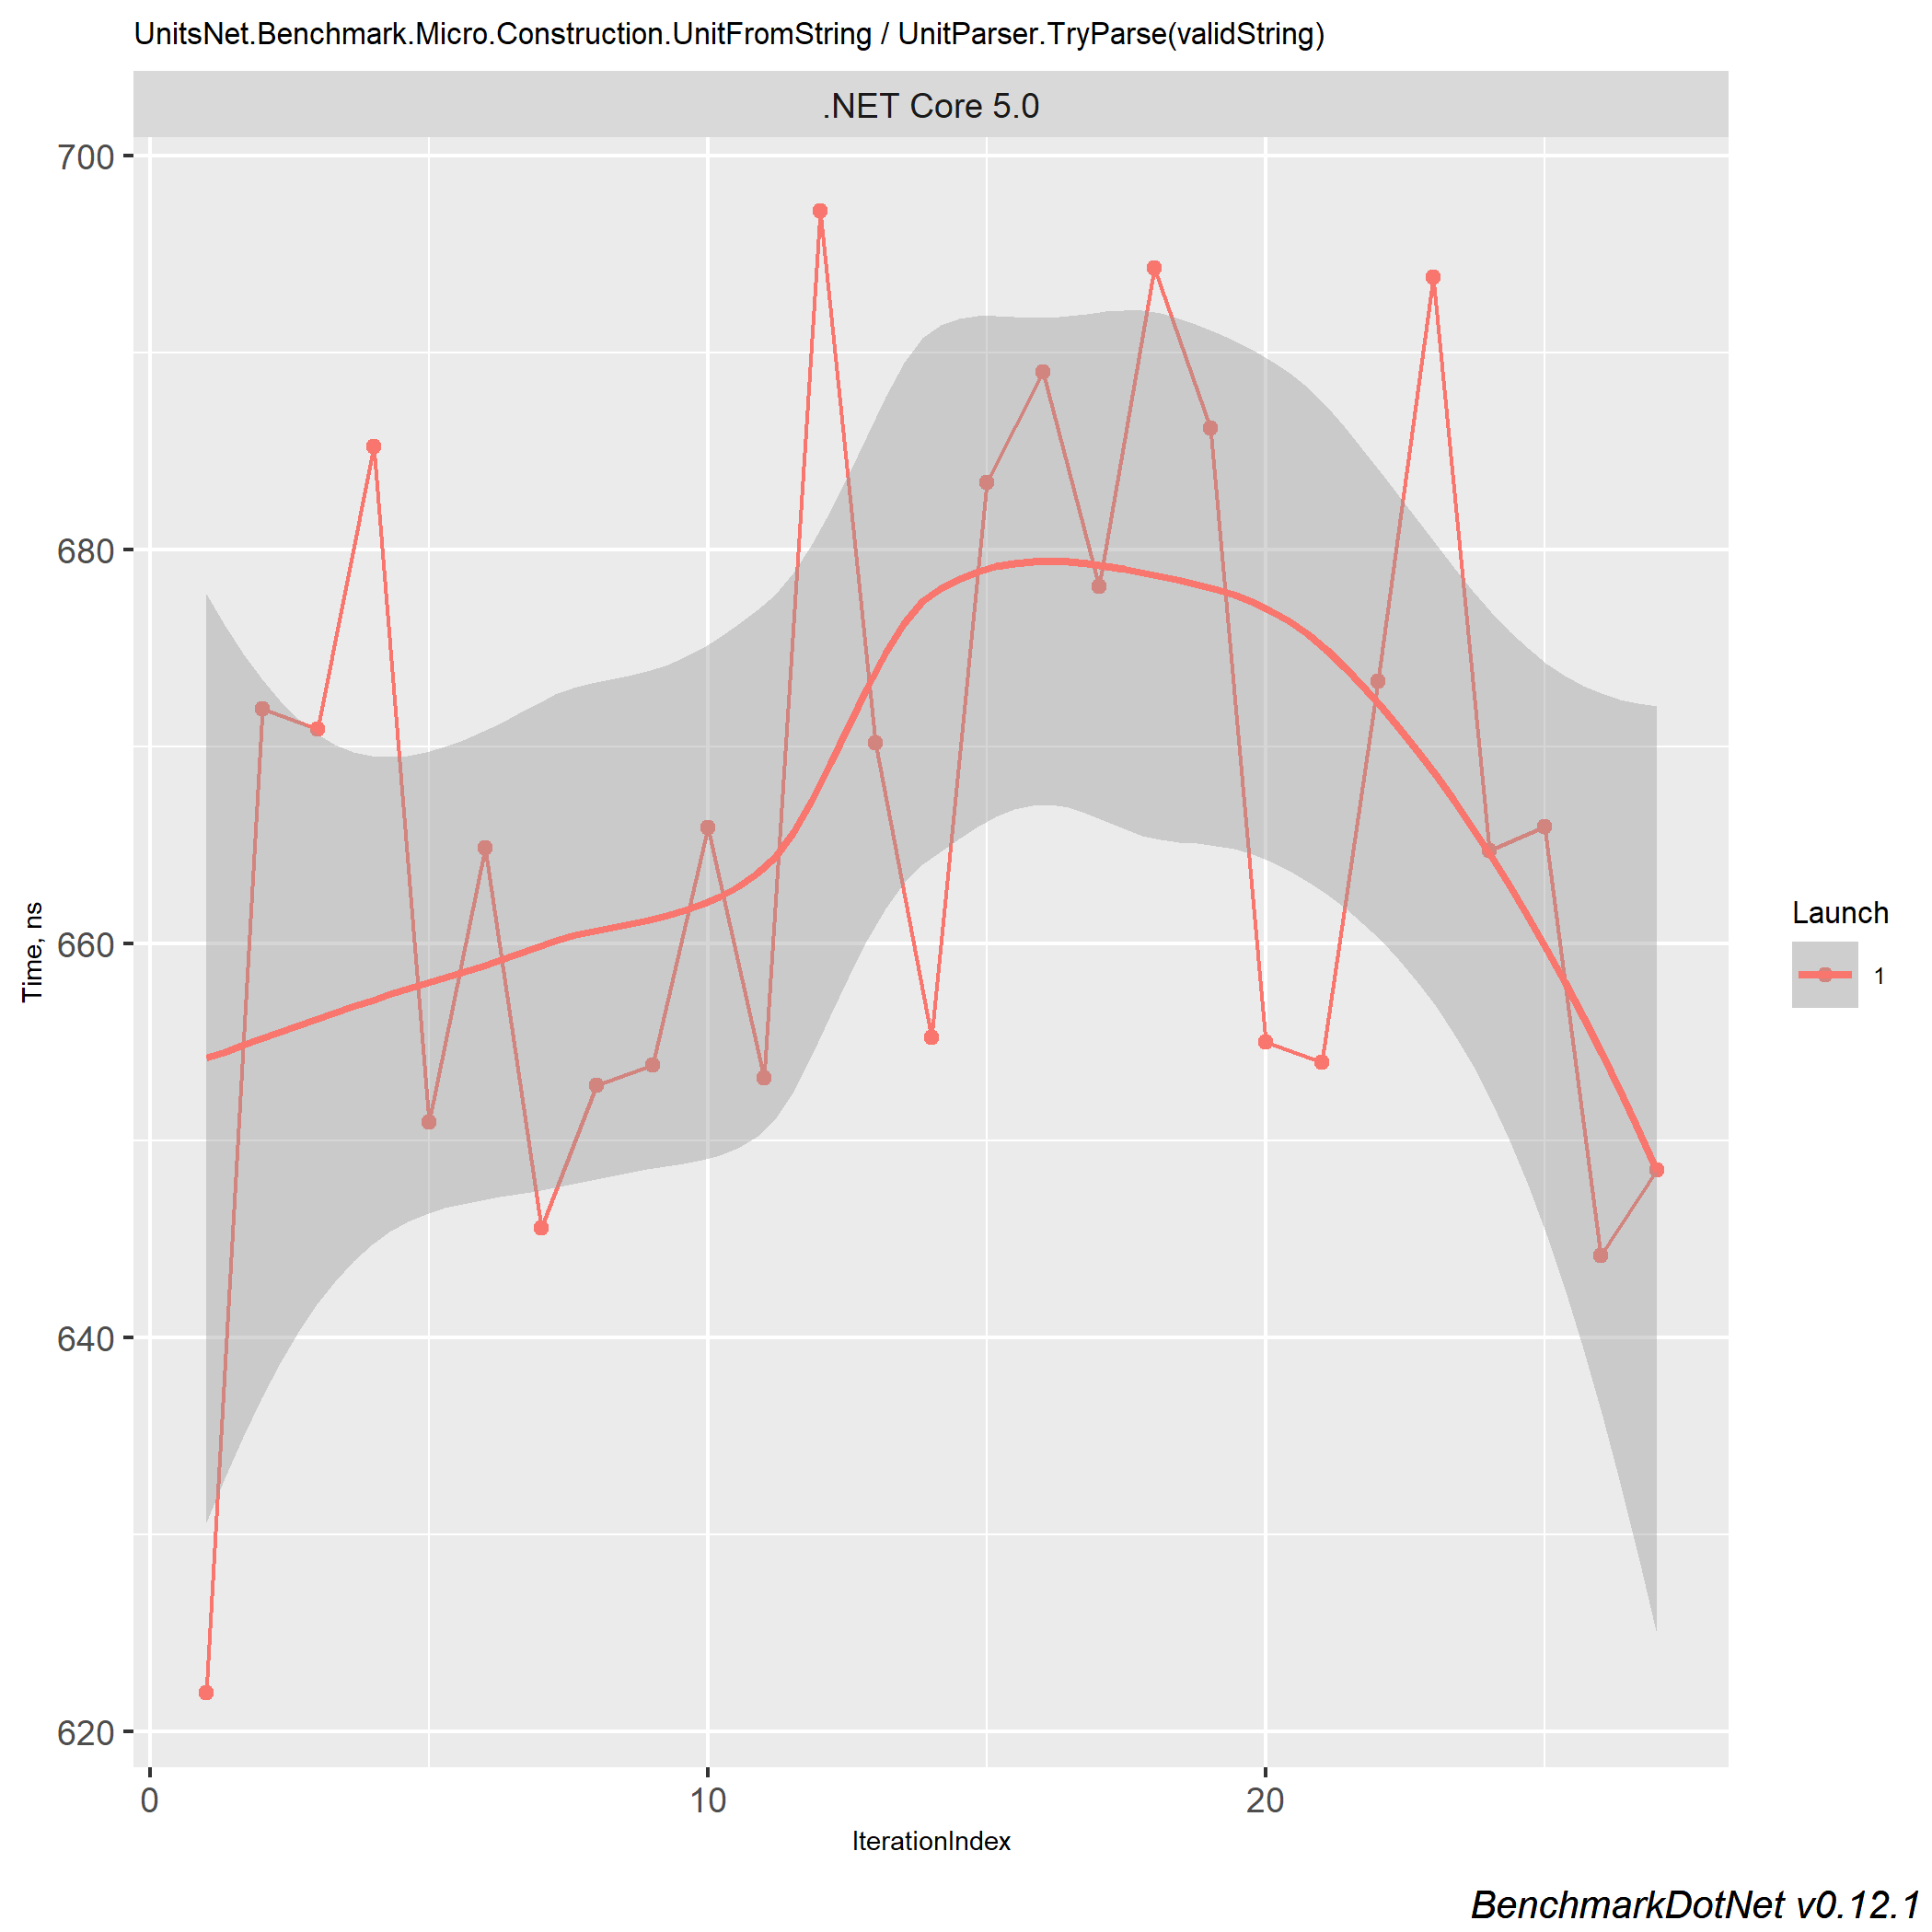 UnitsNet.Benchmark.Micro.Construction.UnitFromString / UnitParser.TryParse(validString)
.NET Core 5.0
700
680
660
640
620
Time, ns
0 10 20
IterationIndex
Launch
1
BenchmarkDotNet v0.12.1